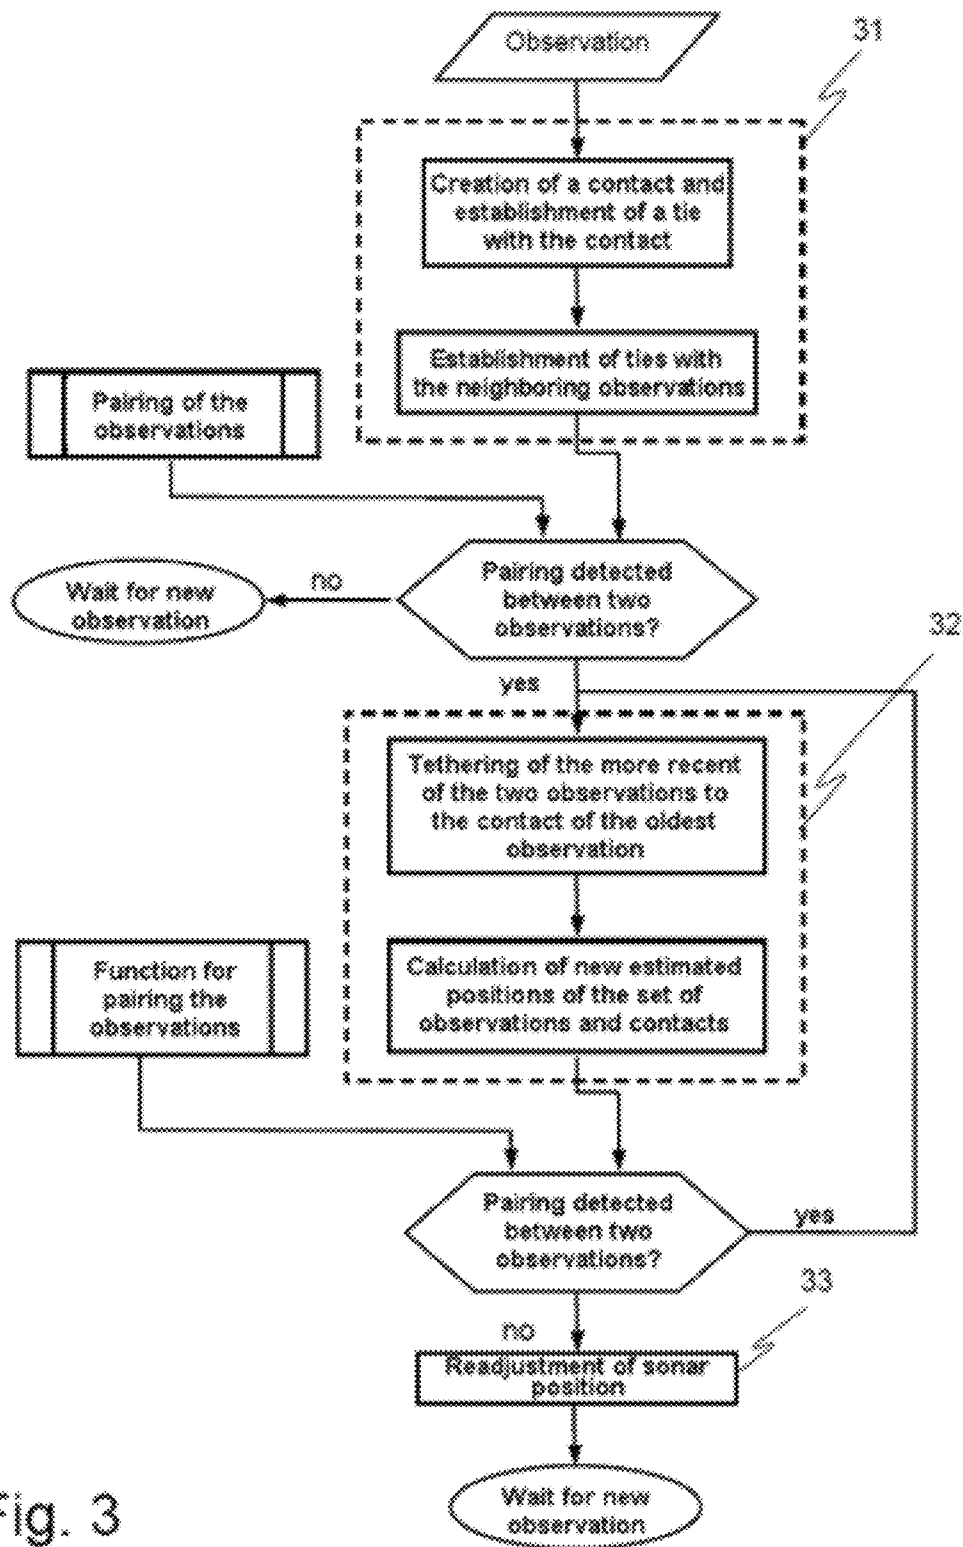 Observation
31
Creation of a contact and
establishment of a tie
with the contact
Establishment of ties with
the neighboring observations
Pairing of the
observations
Pairing detected
between two
observations?
no
Wait for new
observation
yes
32
Tethering of the more recent
of the two observations to
the contact of the oldest
observation
Calculation of new estimated
positions of the set of
observations and contacts
Function for
pairing the
observations
Pairing detected
between two
observations?
yes
no
33
Readjustment of sonar
position
Wait for new
observation
Fig. 3